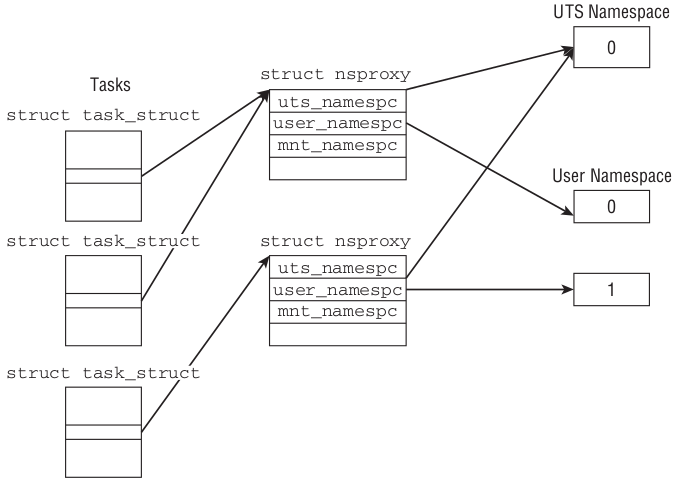 UTS Namespace
0
struct nsproxy
Tasks
uts_namespc
struct task_struct
user_namespc
mnt_namespc
User Namespace
0
struct task_struct
struct nsproxy
uts_namespc
user_namespc
1
mnt_namespc
struct task_struct